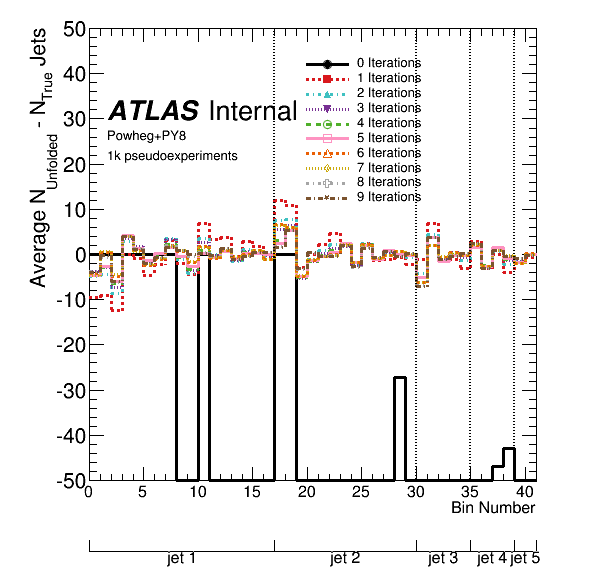 Average N_Unfolded - N_True Jets
50
40
30
20
10
0
-10
-20
-30
-40
-50
ATLAS Internal
Powheg+PY8
1k pseudoexperiments
0 Iterations
1 Iterations
2 Iterations
3 Iterations
4 Iterations
5 Iterations
6 Iterations
7 Iterations
8 Iterations
9 Iterations
0 5 10 15 20 25 30 35 40
Bin Number
jet 1 jet 2 jet 3 jet 4 jet 5